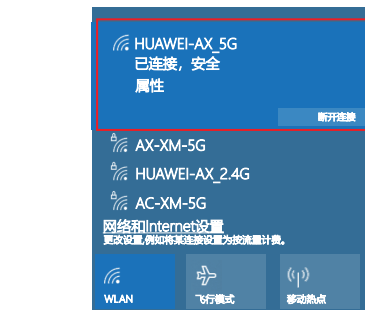 HUAWEI-AX_5G
已连接，安全
属性
断开连接
AX-XM-5G
HUAWEI-AX_2.4G
AC-XM-5G
网络和Internet设置
更改设置,例如将某连接设置为按流量计费。
WLAN 飞行模式 移动热点